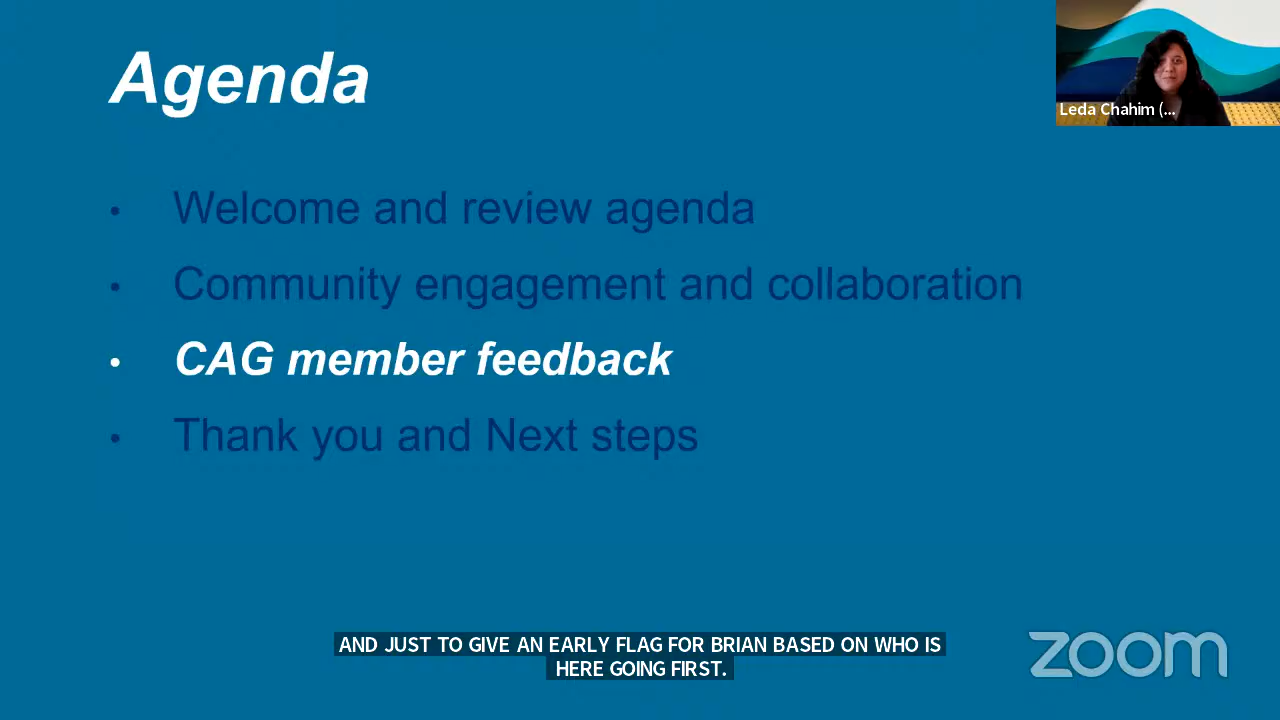 Agenda
Leda Chahim (...
• Welcome and review agenda
• Community engagement and collaboration
• CAG member feedback
• Thank you and Next steps
AND JUST TO GIVE AN EARLY FLAG FOR BRIAN BASED ON WHO IS
HERE GOING FIRST.
zoom